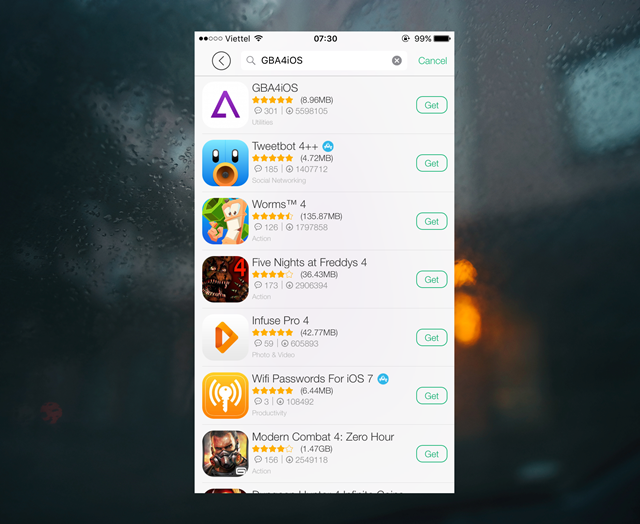 Viettel 07:30 99%
GBA4iOS Cancel
GBA4iOS
(8.96MB)
301 | 5598105
Utilities
Get
Tweetbot 4++
(4.72MB)
185 | 1407712
Social Networking
Get
Worms™ 4
(135.87MB)
126 | 1797858
Action
Get
Five Nights at Freddys 4
4
(36.43MB)
173 | 2906394
Action
Get
Infuse Pro 4
(42.77MB)
59 | 605893
Photo & Video
Get
Wifi Passwords For iOS 7
(6.44MB)
3 | 108492
Productivity
Get
Modern Combat 4: Zero Hour
(1.47GB)
156 | 2549118
Action
Get